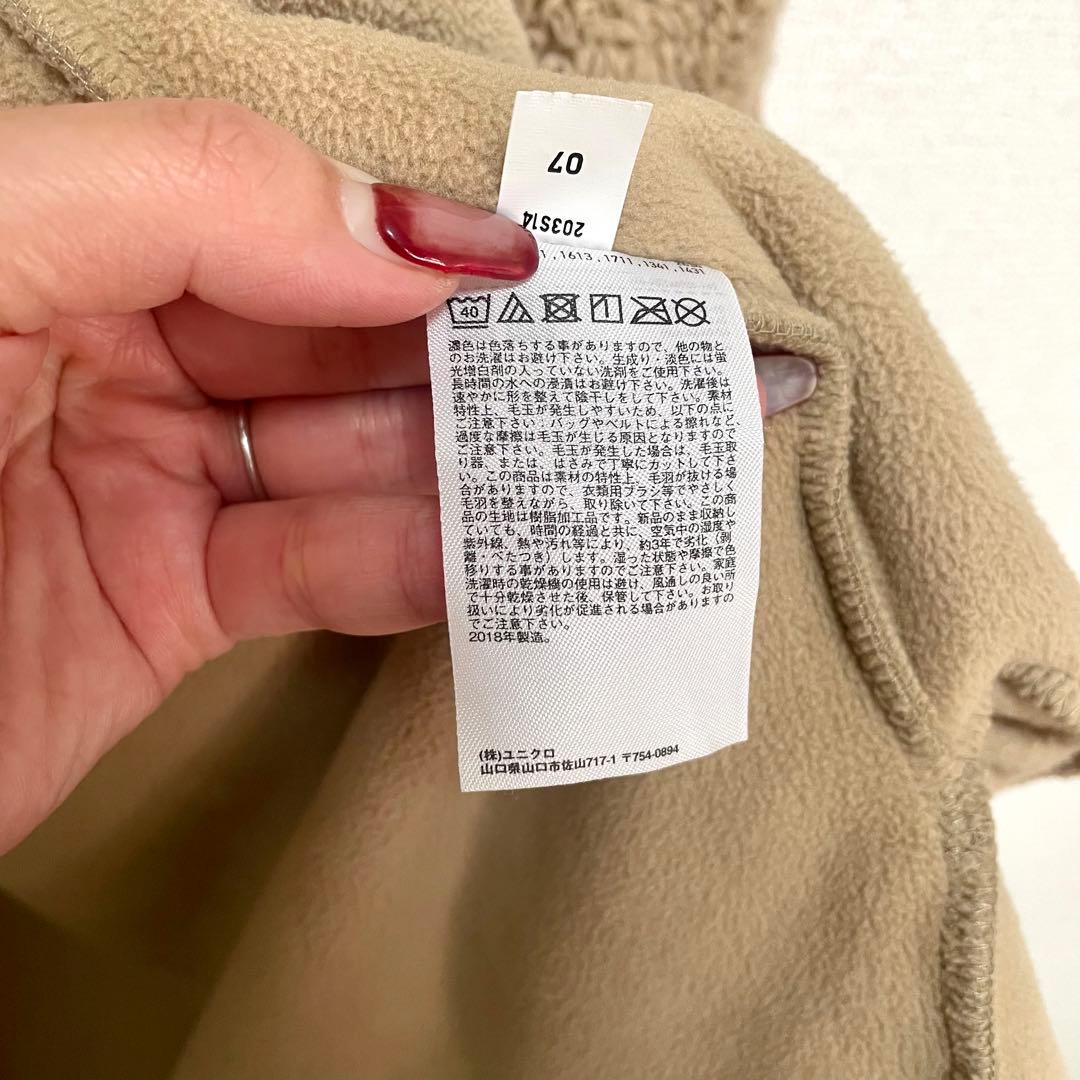 07
203S14
1 , 1613 , 1711 , 1341 , 1431
40
濃色は色落ちする事がありますので、他の物と
のお洗濯はお避け下さい。生成り・淡色には蛍
光増白剤の入っていない洗剤をご使用下さい。
長時間の水への浸漬はお避け下さい。洗濯後は
速やかに形を整えて陰干しをして下さい。素材
特性上、毛玉が発生しやすいため、以下の点に
ご注意下さい：バッグやベルトによる擦れなど、
過度な摩擦は毛玉が生じる原因となりますので
ご注意下さい。毛玉が発生した場合は、毛玉取
り器、または、はさみで丁寧にカットして下さ
い。この商品は素材の特性上、毛羽が抜ける場
合がありますので、衣類用ブラシ等でやさしく
毛羽を整えながら、取り除いて下さい。この商
品の生地は樹脂加工品です。新品のまま収納し
ていても、時間の経過と共に、空気中の湿度や
紫外線、熱や汚れ等により、約3年で劣化（剥
離・べたつき）します。湿った状態や摩擦で色
移りする事がありますのでご注意下さい。家庭
洗濯時の乾燥機の使用は避け、風通しの良い所
で十分乾燥させた後、保管して下さい。お取り
扱いにより劣化が促進される場合がありますの
でご注意下さい。
2018年製造。
(株)ユニクロ
山口県山口市佐山717-1 〒754-0894